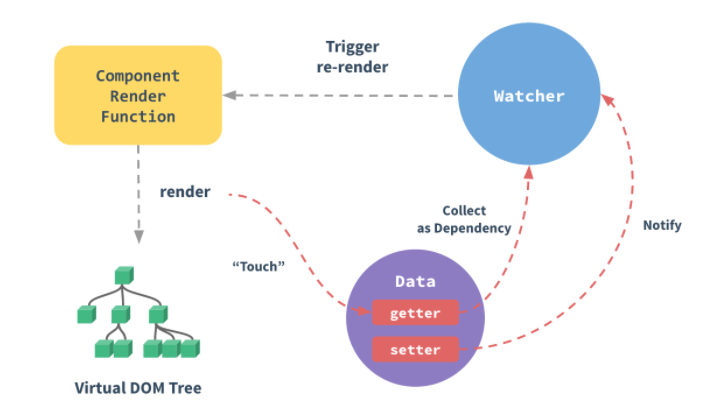 Trigger
re-render
Component
Render
Function
Watcher
render
Collect
as Dependency
Notify
“Touch”
Data
getter
setter
Virtual DOM Tree